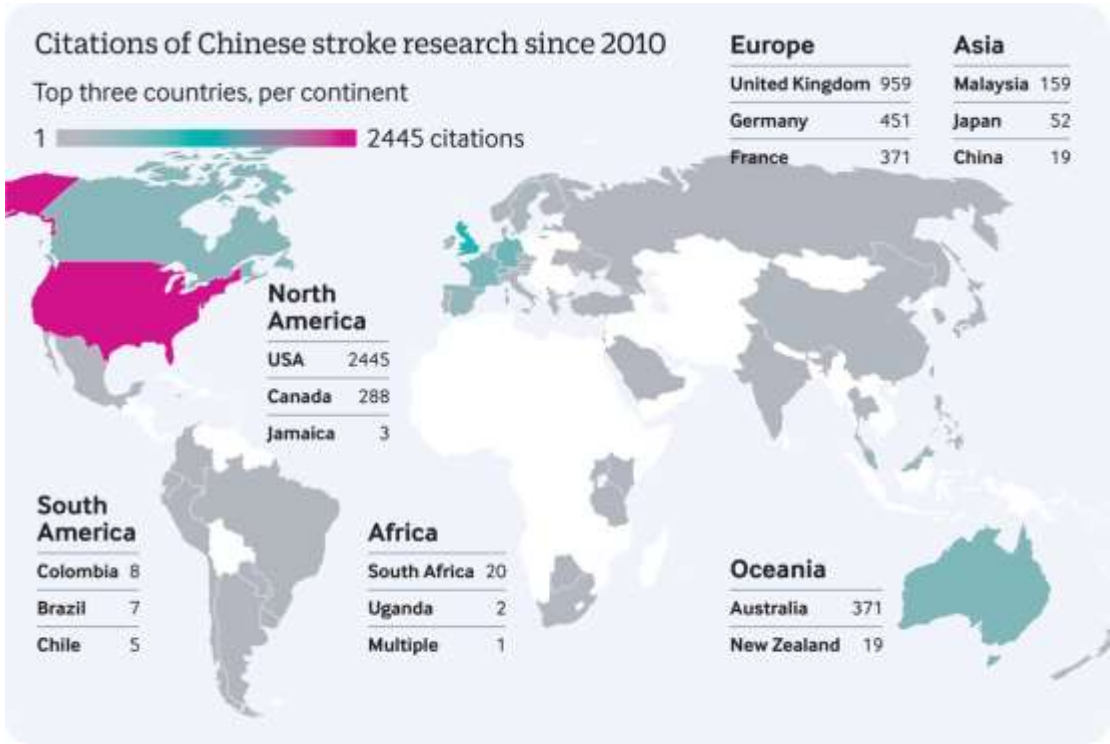 Citations of Chinese stroke research since 2010
Top three countries, per continent
1 2445 citations
Europe
United Kingdom 959
Germany 451
France 371
Asia
Malaysia 159
Japan 52
China 19
North
America
USA 2445
Canada 288
Jamaica 3
South
America
Colombia 8
Brazil 7
Chile 5
Africa
South Africa 20
Uganda 2
Multiple 1
Oceania
Australia 371
New Zealand 19